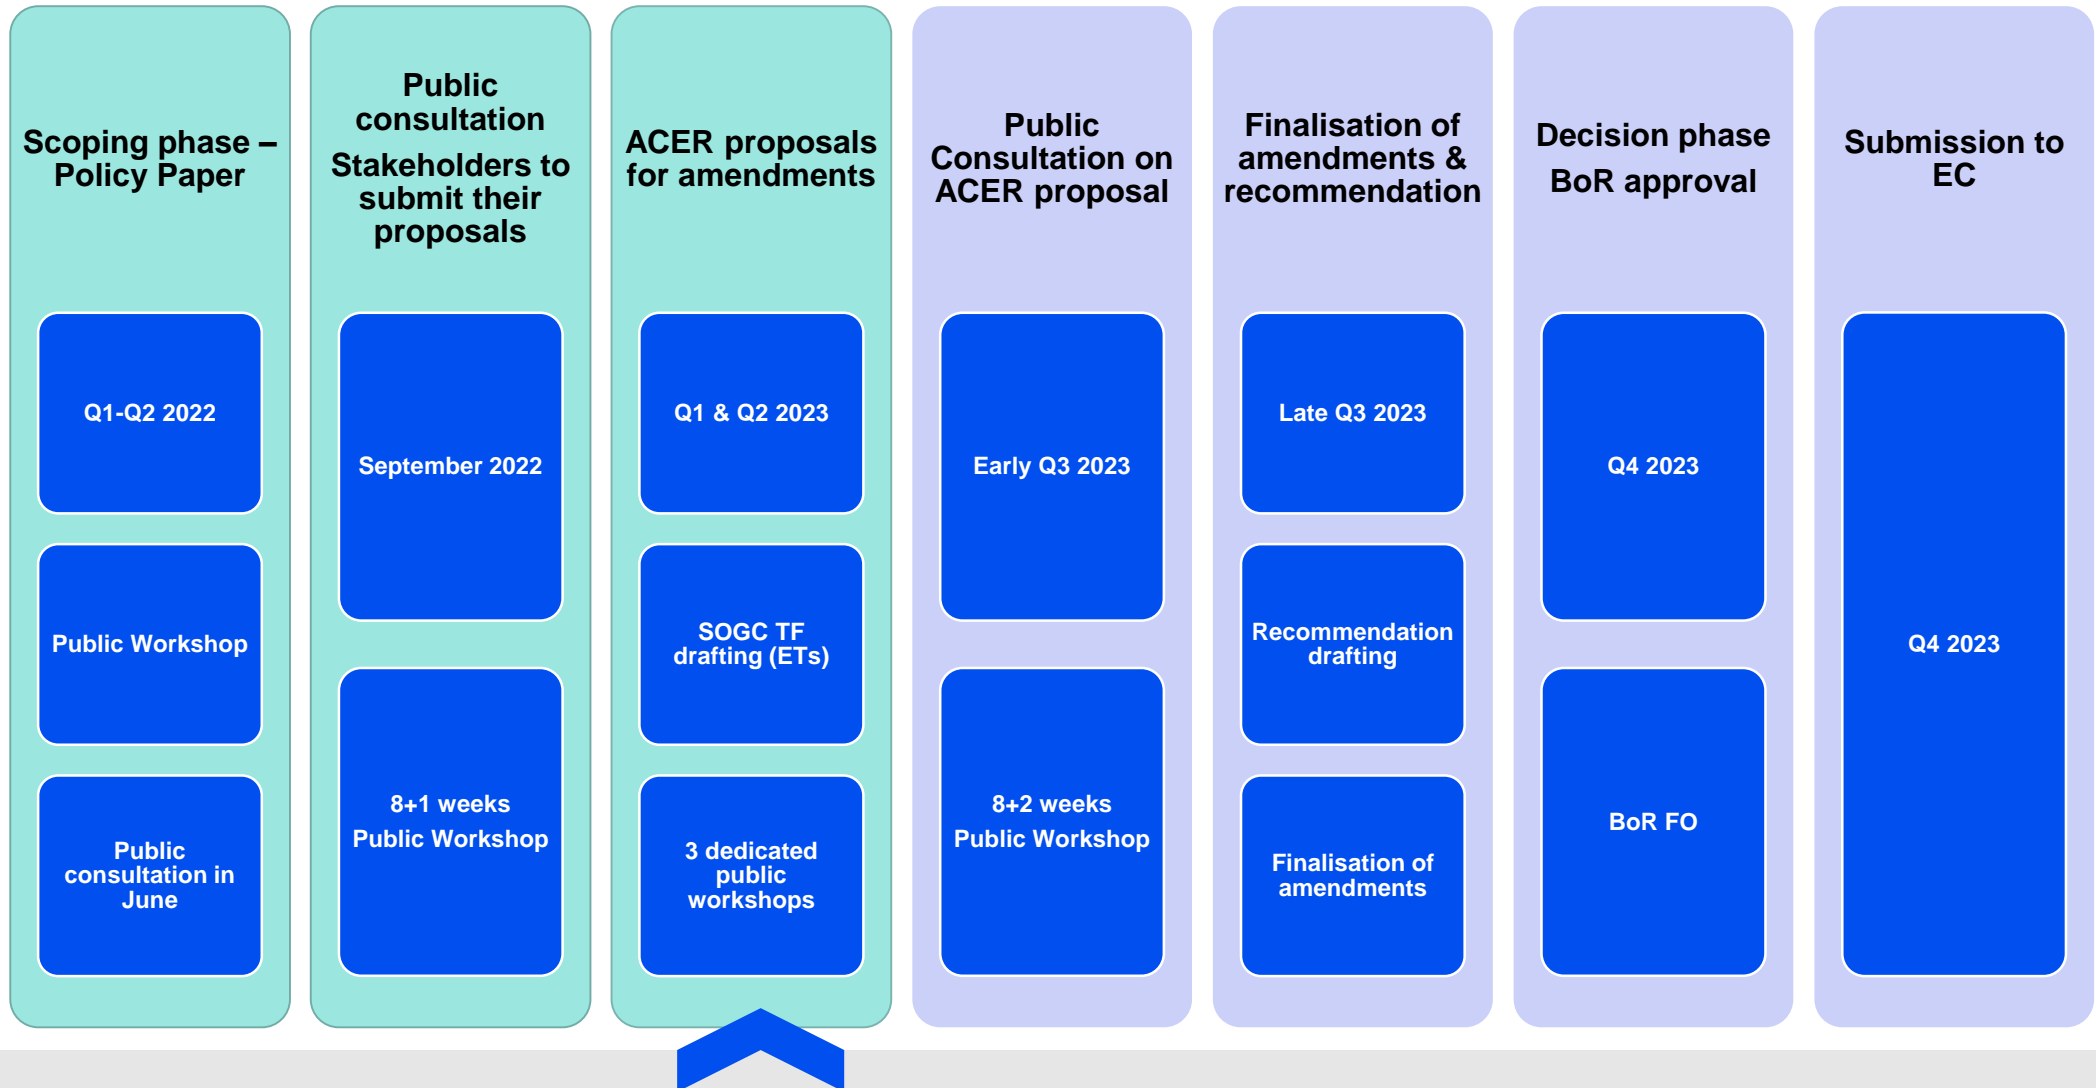 Scoping phase –
Policy Paper
Q1-Q2 2022
Public Workshop
Public
consultation in
June
Public
consultation
Stakeholders to
submit their
proposals
September 2022
8+1 weeks
Public Workshop
ACER proposals
for amendments
Q1 & Q2 2023
SOGC TF
drafting (ETs)
3 dedicated
public
workshops
Public
Consultation on
ACER proposal
Early Q3 2023
8+2 weeks
Public Workshop
Finalisation of
amendments &
recommendation
Late Q3 2023
Recommendation
drafting
Finalisation of
amendments
Decision phase
BoR approval
Q4 2023
BoR FO
Submission to
EC
Q4 2023